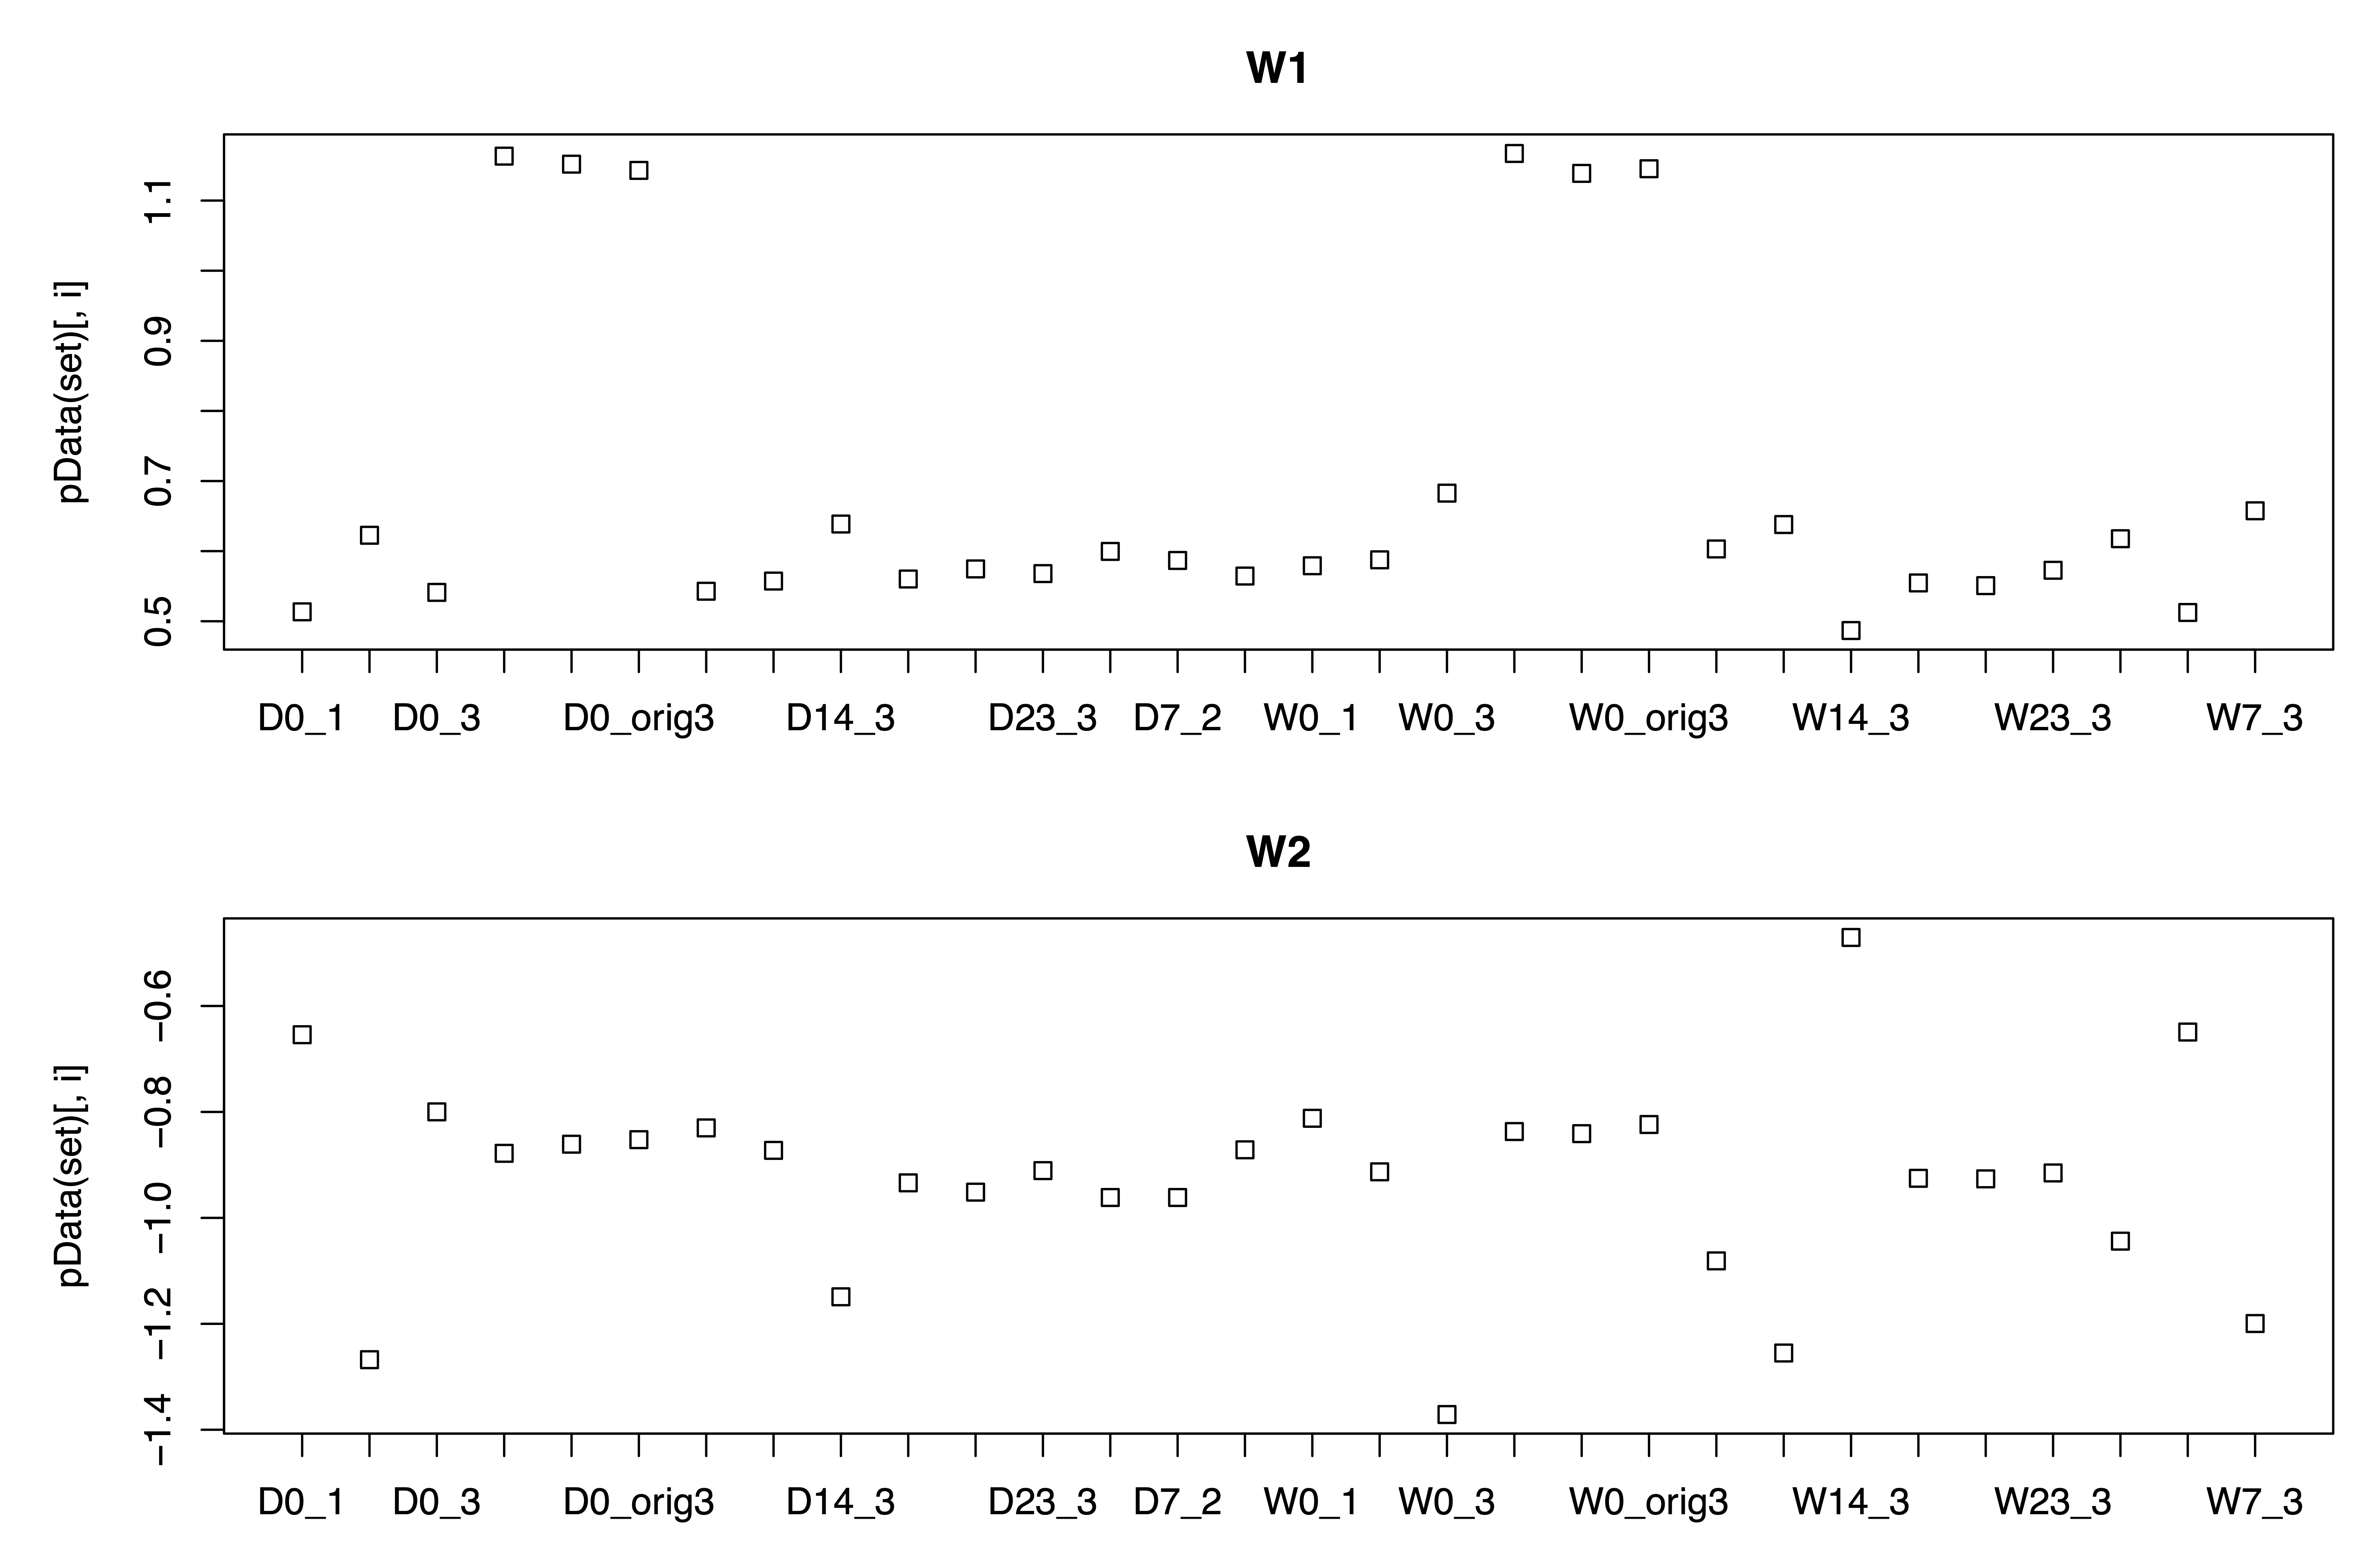 W1
pData(set)[, i]
1.1
0.9
0.7
0.5
D0_1 D0_3 D0_orig3 D14_3 D23_3 D7_2 W0_1 W0_3 W0_orig3 W14_3 W23_3 W7_3
W2
pData(set)[, i]
−0.6
−0.8
−1.0
−1.2
−1.4
D0_1 D0_3 D0_orig3 D14_3 D23_3 D7_2 W0_1 W0_3 W0_orig3 W14_3 W23_3 W7_3